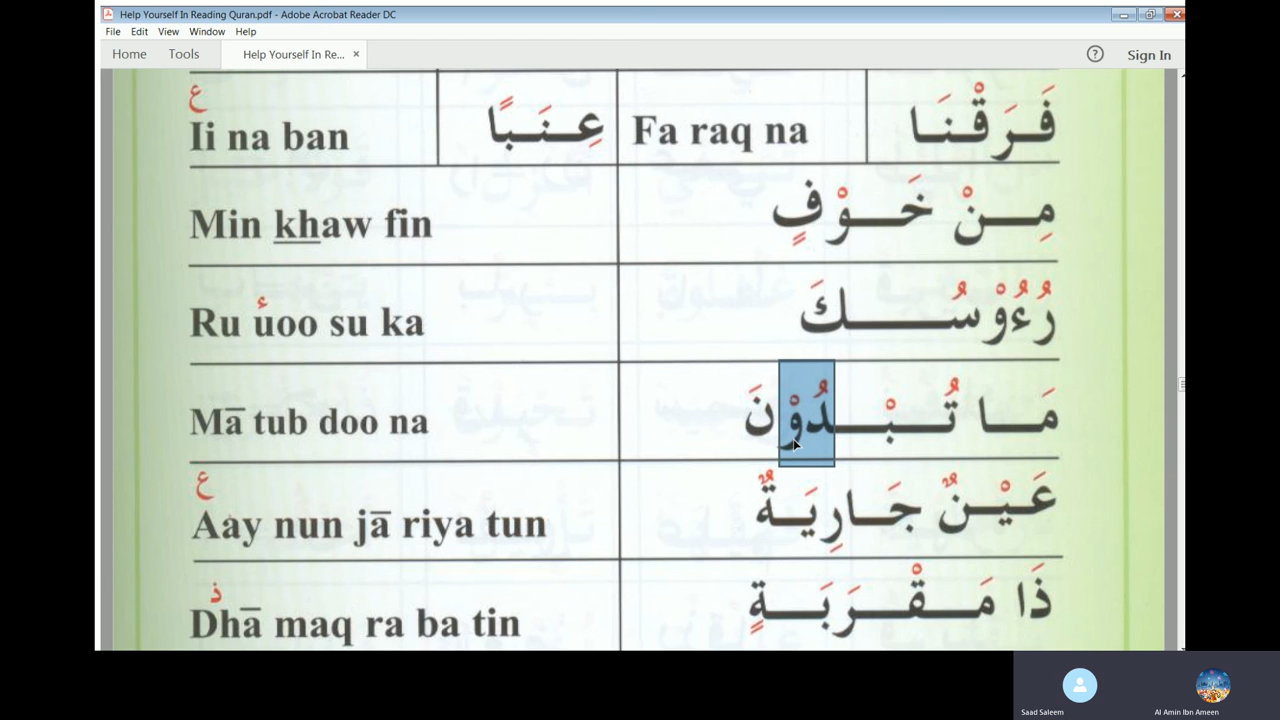 Help Yourself In Reading Quran.pdf - Adobe Acrobat Reader DC
File Edit View Window Help
Home Tools Help Yourself In Re... × ? Sign In
ع
Ii na ban عِنَبًا Fa raq na فَرَقْنَا
Min khaw fin مِنْ خَوْفٍ
Ru ùoo su ka رُءُوْسُكَ
Mā tub doo na مَا تُبْدُوْنَ
ع
Aay nun jā riya tun عَيْنٌ جَارِيَةٌ
ذ
Dhā maq ra ba tin ذَا مَقْرَبَةٍ
Saad Saleem Al Amin Ibn Ameen